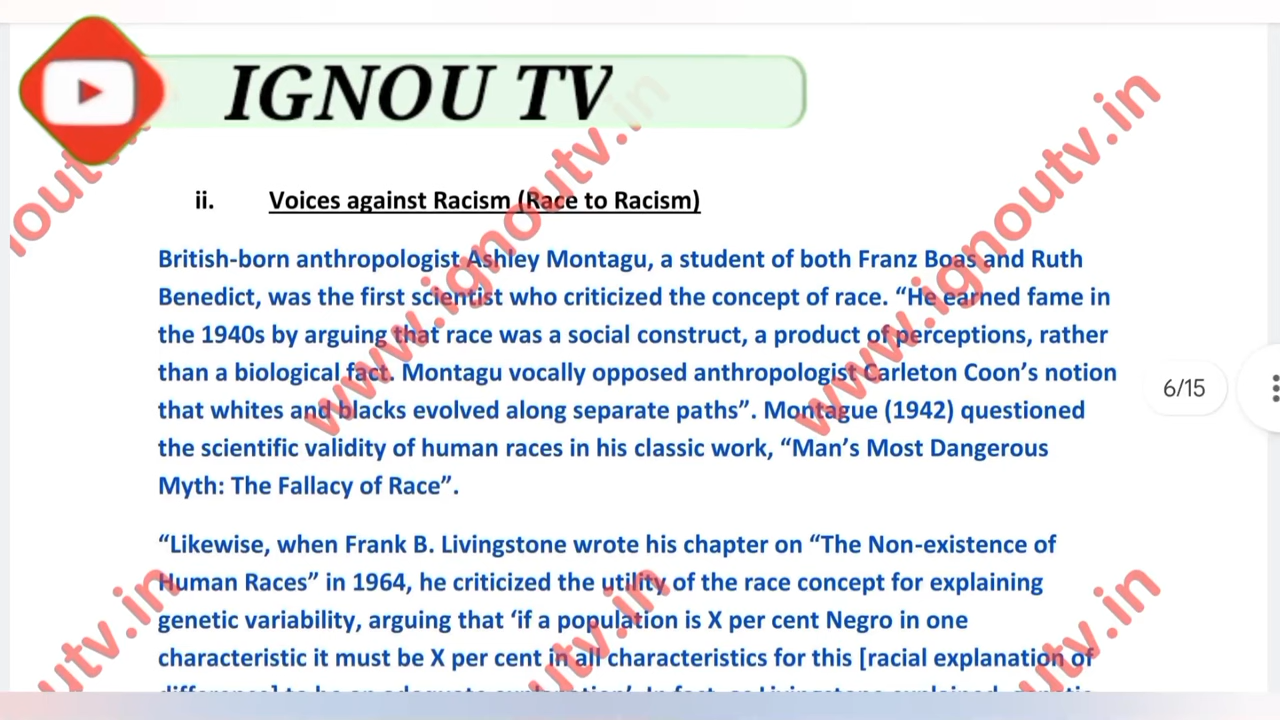 IGNOU TV
ii. Voices against Racism (Race to Racism)
British-born anthropologist Ashley Montagu, a student of both Franz Boas and Ruth
Benedict, was the first scientist who criticized the concept of race. “He earned fame in
the 1940s by arguing that race was a social construct, a product of perceptions, rather
than a biological fact. Montagu vocally opposed anthropologist Carleton Coon’s notion
that whites and blacks evolved along separate paths”. Montague (1942) questioned
the scientific validity of human races in his classic work, “Man’s Most Dangerous
Myth: The Fallacy of Race”.
6/15
“Likewise, when Frank B. Livingstone wrote his chapter on “The Non-existence of
Human Races” in 1964, he criticized the utility of the race concept for explaining
genetic variability, arguing that ‘if a population is X per cent Negro in one
characteristic it must be X per cent in all characteristics for this [racial explanation of
www.ignoutv.in
www.ignoutv.in